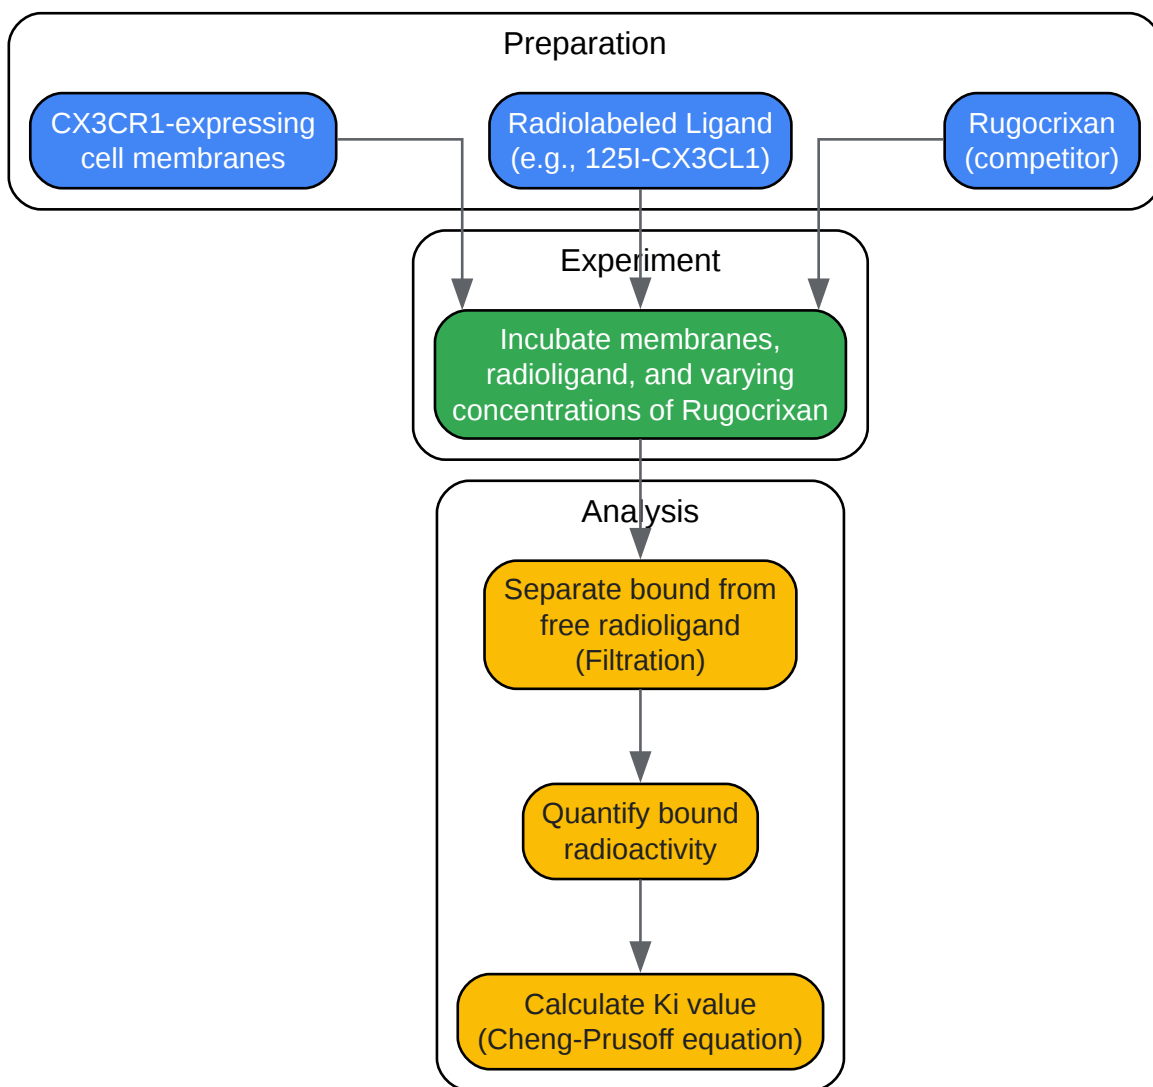 Preparation
CX3CR1-expressing
cell membranes
Radiolabeled Ligand
(e.g., 125I-CX3CL1)
Rugocrixan
(competitor)
Experiment
Incubate membranes,
radioligand, and varying
concentrations of Rugocrixan
Analysis
Separate bound from
free radioligand
(Filtration)
Quantify bound
radioactivity
Calculate Ki value
(Cheng-Prusoff equation)